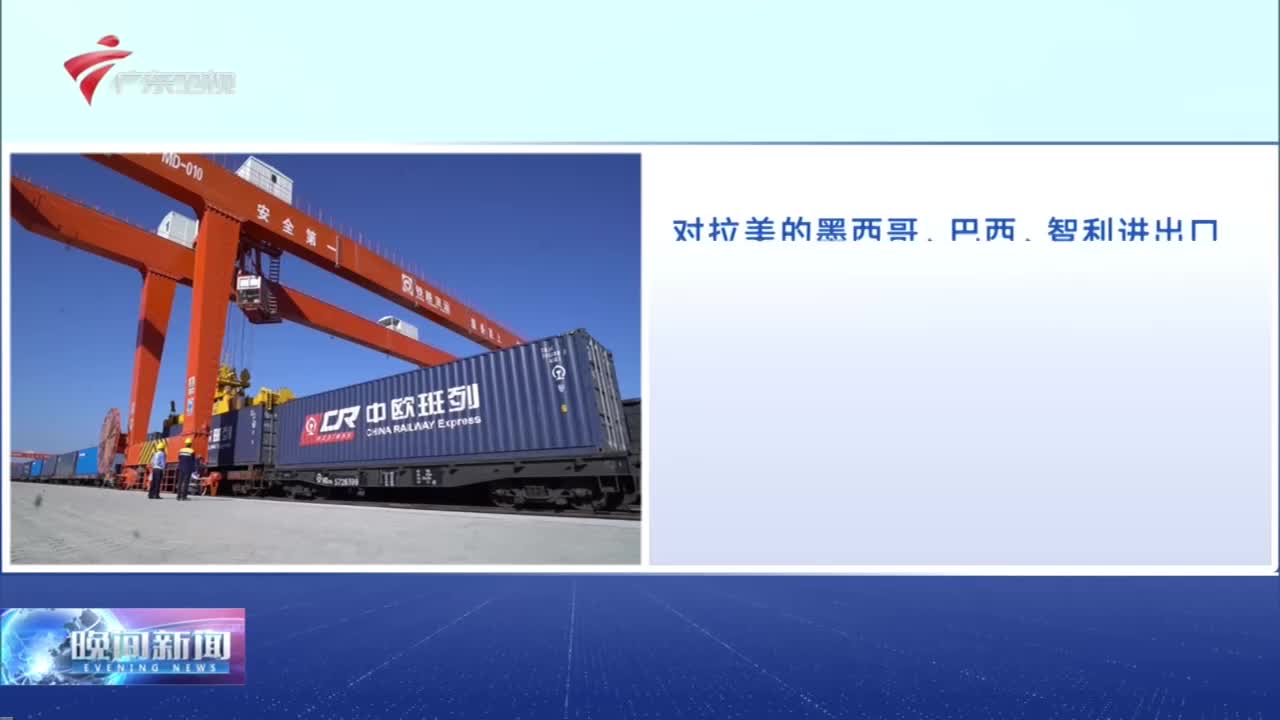 广东卫视
MD-010
安全第一
对拉美的墨西哥、巴西、智利进出口
CR 中欧班列
CHINA RAILWAY Express
晚间新闻
EVENING NEWS